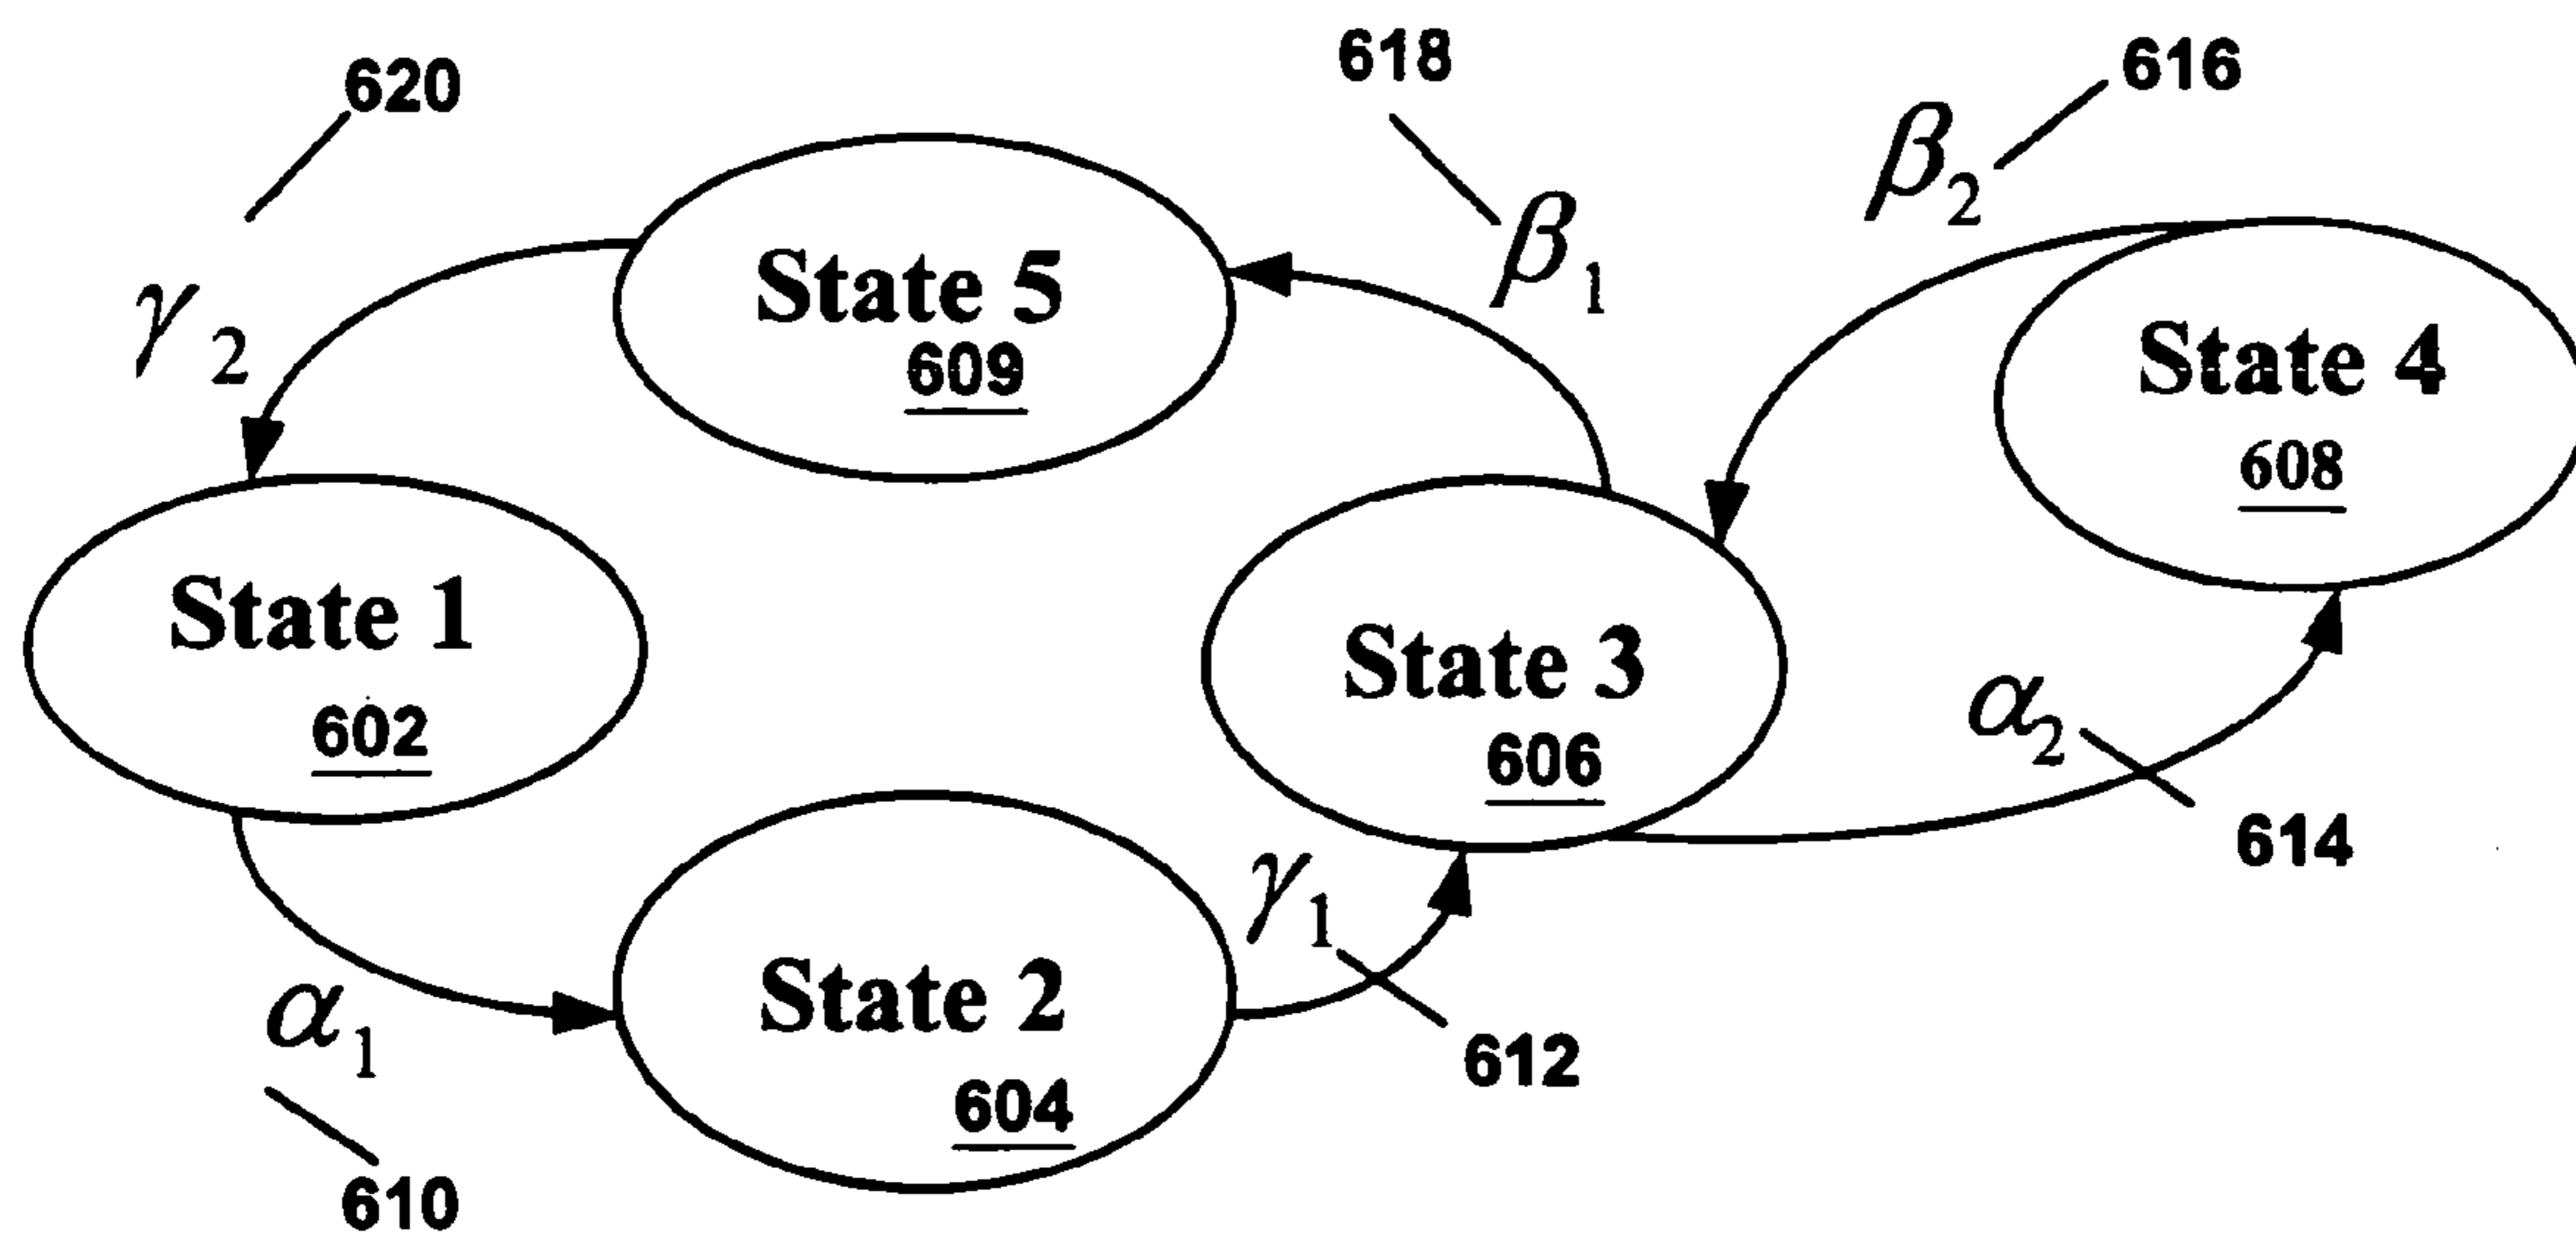 620
618
616
β₂
β₁
State 5
609
γ₂
State 4
608
State 1
602
State 3
606
α₂
614
γ₁
612
State 2
604
α₁
610